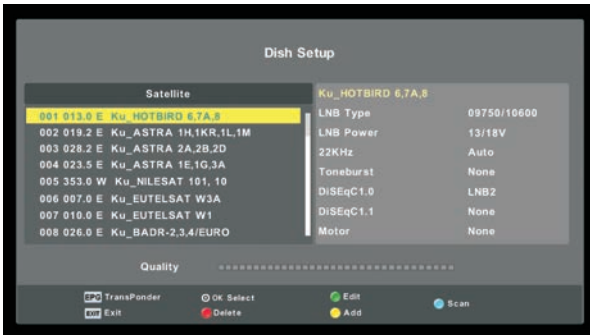 Dish Setup
Satellite
001 013.0 E Ku_HOTBIRD 6,7A,8
002 019.2 E Ku_ASTRA 1H,1KR,1L,1M
003 028.2 E Ku_ASTRA 2A,2B,2D
004 023.5 E Ku_ASTRA 1E,1G,3A
005 353.0 W Ku_NILESAT 101, 10
006 007.0 E Ku_EUTELSAT W3A
007 010.0 E Ku_EUTELSAT W1
008 026.0 E Ku_BADR-2,3,4/EURO
Ku_HOTBIRD 6,7A,8
LNB Type 09750/10600
LNB Power 13/18V
22KHz Auto
Toneburst None
DiSEqC1.0 LNB2
DiSEqC1.1 None
Motor None
Quality
EPG TransPonder OK Select Edit Scan
EXIT Exit Delete Add